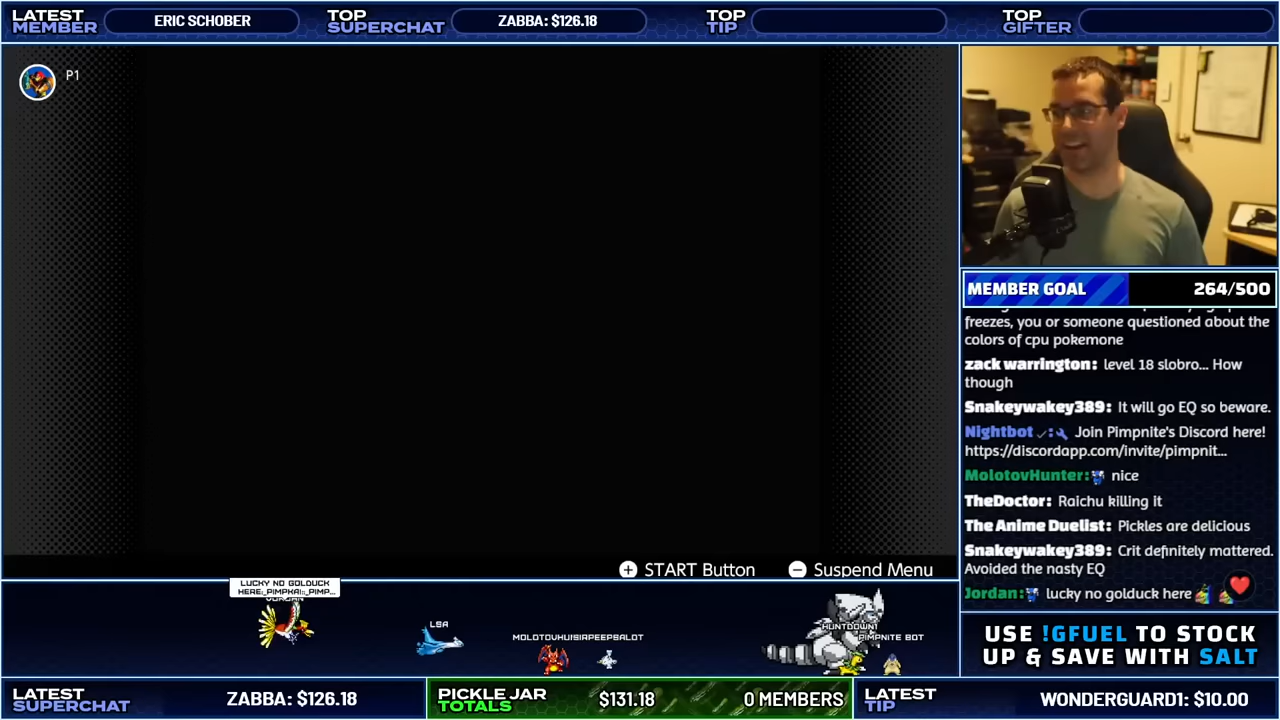 LATEST MEMBER
ERIC SCHOBER
TOP SUPERCHAT
ZABBA: $126.18
TOP TIP
TOP GIFTER
P1
MEMBER GOAL 264/500
freezes, you or someone questioned about the
colors of cpu pokemone
zack warrington: level 18 slobro... How
though
Snakeywakey389: It will go EQ so beware.
Nightbot: Join Pimpnite's Discord here!
https://discordapp.com/invite/pimpnit...
MolotovHunter: nice
TheDoctor: Raichu killing it
The Anime Duelist: Pickles are delicious
Snakeywakey389: Crit definitely mattered.
Avoided the nasty EQ
Jordan: lucky no golduck here
START Button
Suspend Menu
LUCKY NO GOLDUCK
HERE:_PIMPKAI:_PIMP...
JORDAN
LSA
HUNTDOWN1
PIMPNITE BOT
USE !GFUEL TO STOCK
UP & SAVE WITH SALT
LATEST SUPERCHAT
ZABBA: $126.18
PICKLE JAR TOTALS
$131.18
0 MEMBERS
LATEST TIP
WONDERGUARD1: $10.00